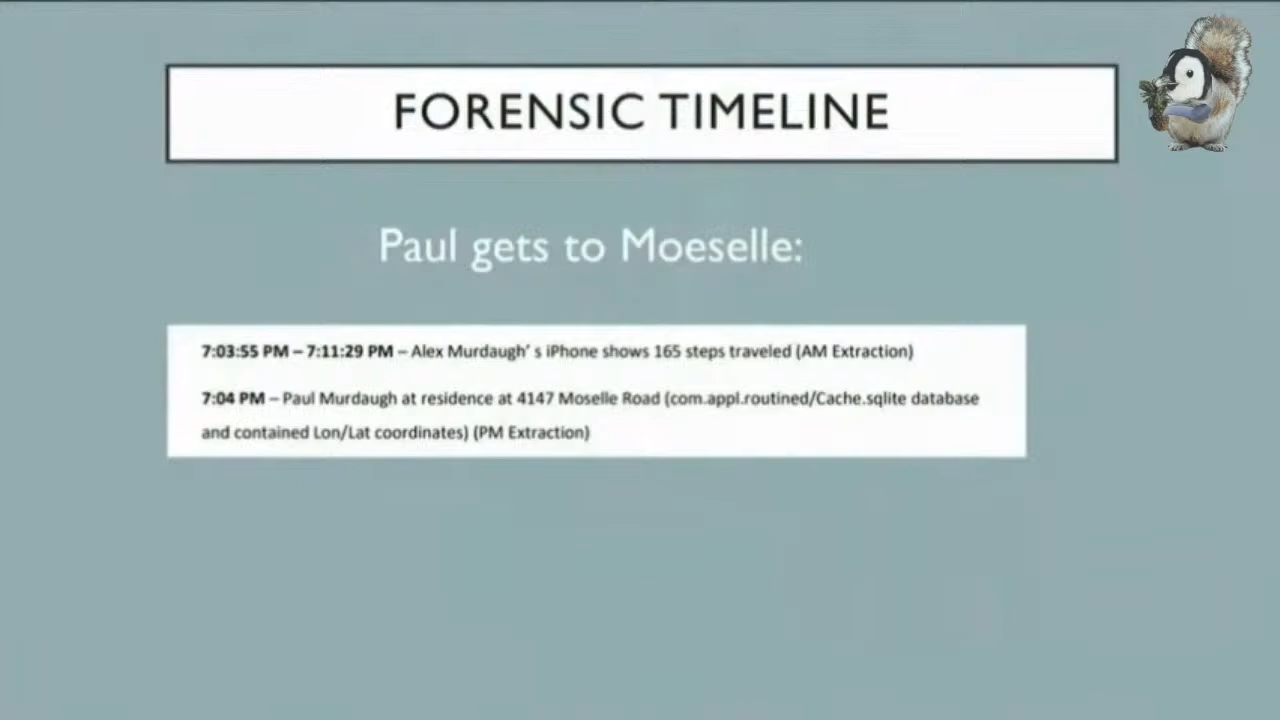 FORENSIC TIMELINE
Paul gets to Moeselle:
7:03:55 PM – 7:11:29 PM – Alex Murdaugh' s iPhone shows 165 steps traveled (AM Extraction)
7:04 PM – Paul Murdaugh at residence at 4147 Moselle Road (com.appl.routined/Cache.sqlite database
and contained Lon/Lat coordinates) (PM Extraction)